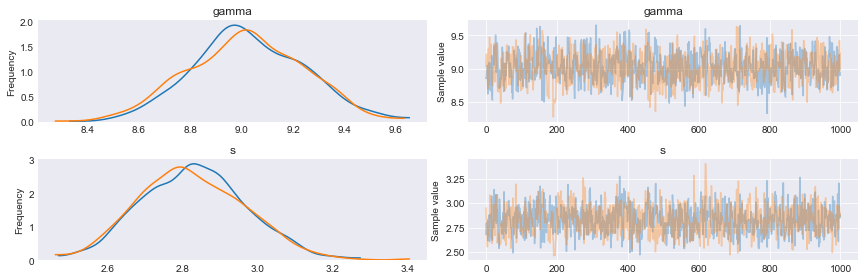 gamma
gamma
Frequency
2.0
1.5
1.0
0.5
0.0
8.4 8.6 8.8 9.0 9.2 9.4 9.6
Sample value
9.5
9.0
8.5
0 200 400 600 800 1000
s
s
Frequency
3
2
1
0
2.6 2.8 3.0 3.2 3.4
Sample value
3.25
3.00
2.75
2.50
0 200 400 600 800 1000